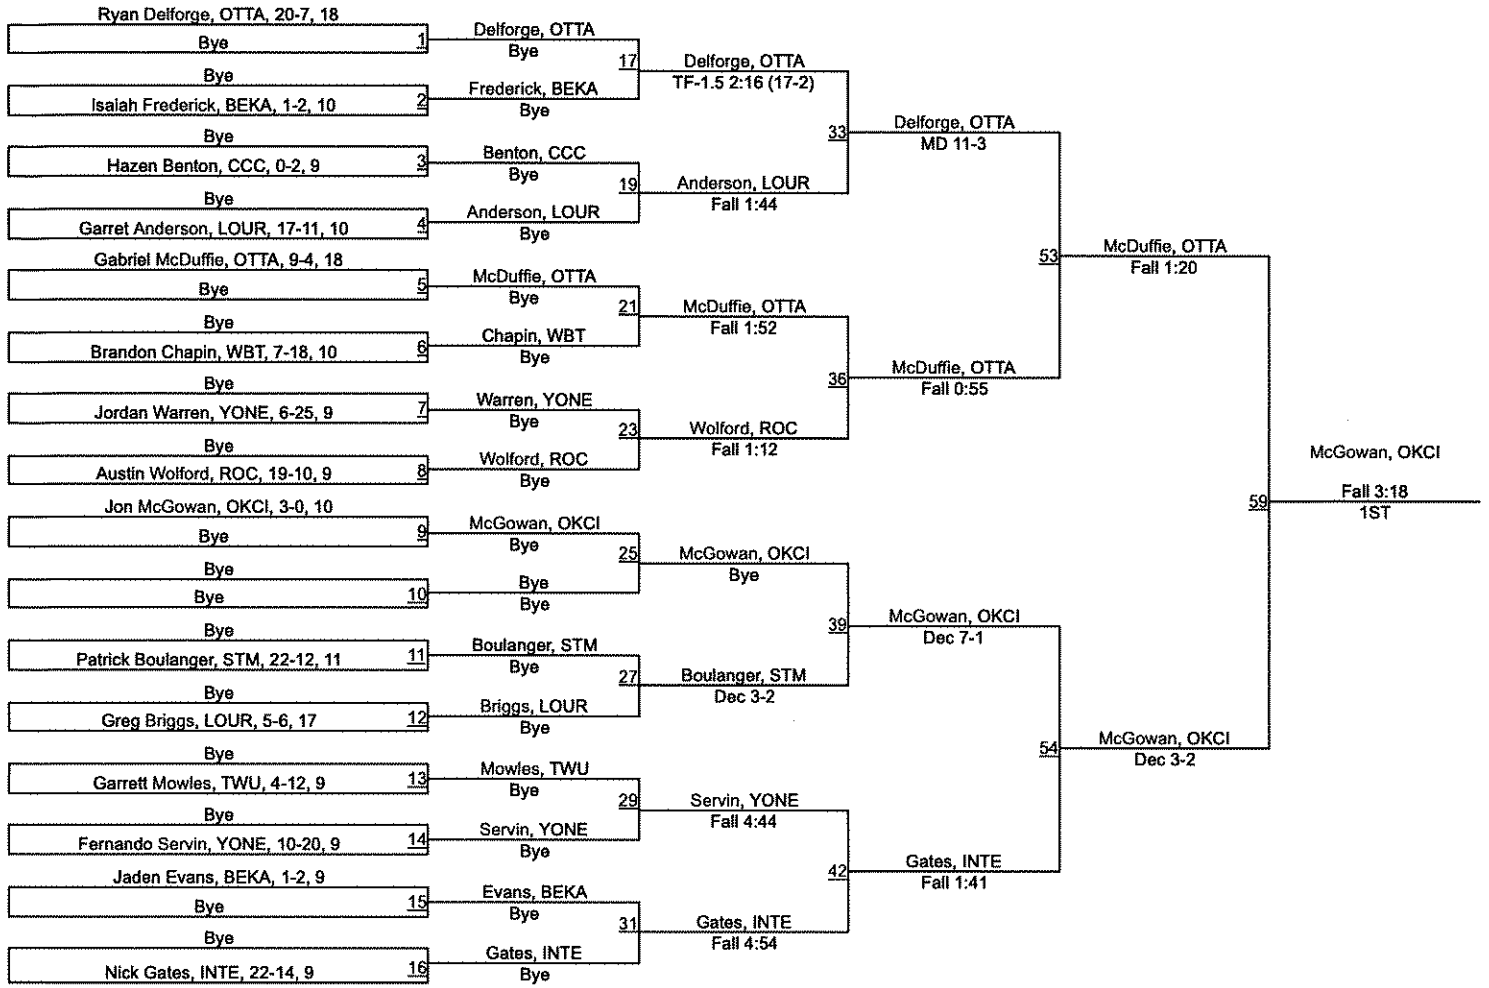 Ryan Delforge, OTTA, 20-7, 18
Bye
1
Bye
Isaiah Frederick, BEKA, 1-2, 10
2
Bye
Hazen Benton, CCC, 0-2, 9
3
Bye
Garret Anderson, LOUR, 17-11, 10
4
Gabriel McDuffie, OTTA, 9-4, 18
Bye
5
Bye
Brandon Chapin, WBT, 7-18, 10
6
Bye
Jordan Warren, YONE, 6-25, 9
7
Bye
Austin Wolford, ROC, 19-10, 9
8
Jon McGowan, OKCI, 3-0, 10
Bye
9
Bye
Bye
10
Bye
Patrick Boulanger, STM, 22-12, 11
11
Bye
Greg Briggs, LOUR, 5-6, 17
12
Bye
Garrett Mowles, TWU, 4-12, 9
13
Bye
Fernando Servin, YONE, 10-20, 9
14
Jaden Evans, BEKA, 1-2, 9
Bye
15
Bye
Nick Gates, INTE, 22-14, 9
16
Delforge, OTTA
Bye
17
Frederick, BEKA
Bye
Benton, CCC
Bye
19
Anderson, LOUR
Bye
McDuffie, OTTA
Bye
21
Chapin, WBT
Bye
Warren, YONE
Bye
23
Wolford, ROC
Bye
McGowan, OKCI
Bye
25
Bye
Bye
Boulanger, STM
Bye
27
Briggs, LOUR
Bye
Mowles, TWU
Bye
29
Servin, YONE
Bye
Evans, BEKA
Bye
31
Gates, INTE
Bye
Delforge, OTTA
TF-1.5 2:16 (17-2)
33
Anderson, LOUR
Fall 1:44
McDuffie, OTTA
Fall 1:52
36
Wolford, ROC
Fall 1:12
McGowan, OKCI
Bye
39
Boulanger, STM
Dec 3-2
Servin, YONE
Fall 4:44
42
Gates, INTE
Fall 4:54
Delforge, OTTA
MD 11-3
53
McDuffie, OTTA
Fall 0:55
McGowan, OKCI
Dec 7-1
54
Gates, INTE
Fall 1:41
McDuffie, OTTA
Fall 1:20
59
McGowan, OKCI
Dec 3-2
McGowan, OKCI
Fall 3:18
1ST